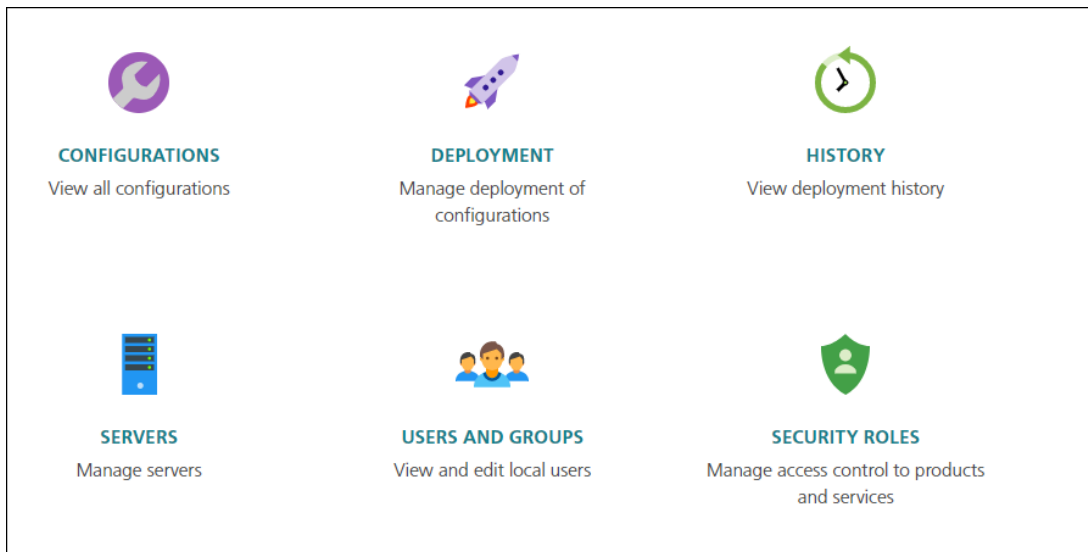 CONFIGURATIONS
View all configurations
DEPLOYMENT
Manage deployment of
configurations
HISTORY
View deployment history
SERVERS
Manage servers
USERS AND GROUPS
View and edit local users
SECURITY ROLES
Manage access control to products
and services